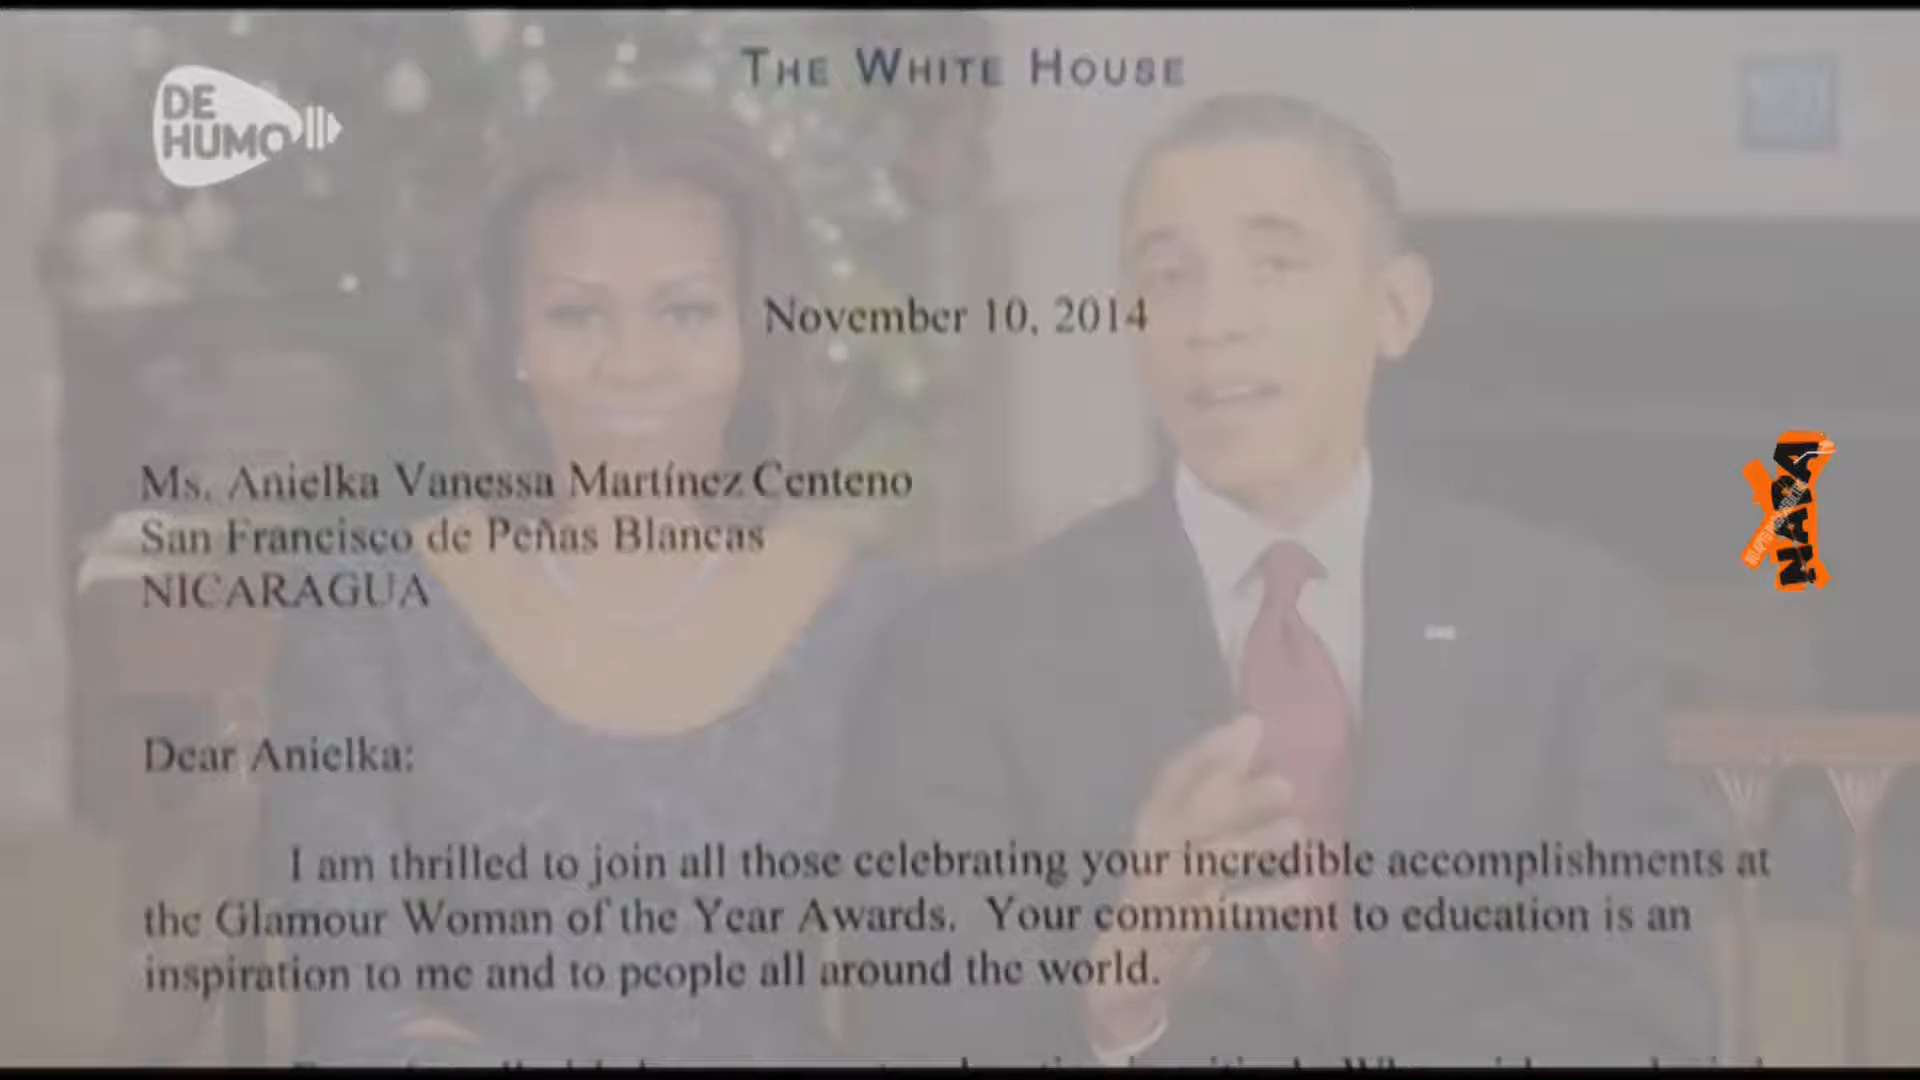 THE WHITE HOUSE
DE
HUMO
November 10, 2014
Ms. Anielka Vanessa Martínez Centeno
San Francisco de Peñas Blancas
NICARAGUA
NAPA
Dear Anielka:
I am thrilled to join all those celebrating your incredible accomplishments at
the Glamour Woman of the Year Awards. Your commitment to education is an
inspiration to me and to people all around the world.